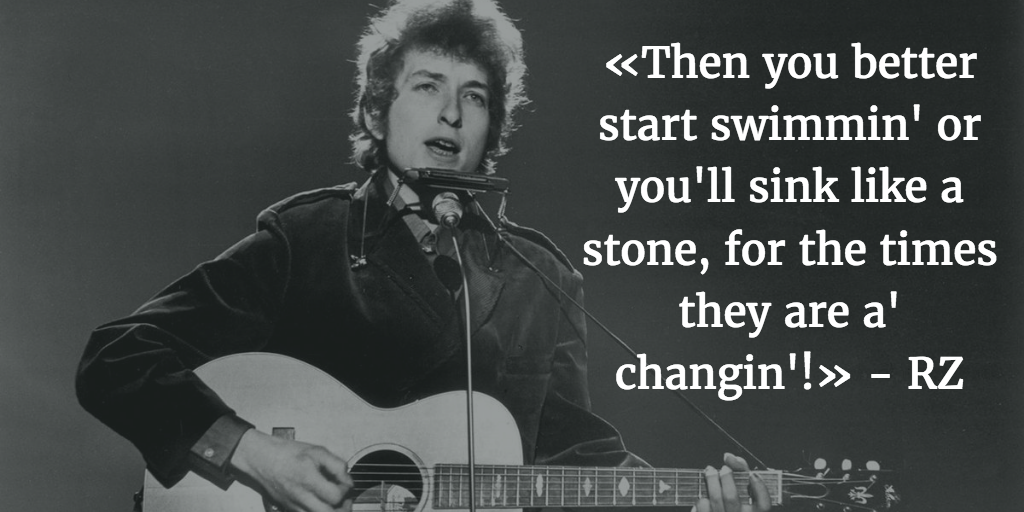 «Then you better
start swimmin' or
you'll sink like a
stone, for the times
they are a'
changin'!» - RZ